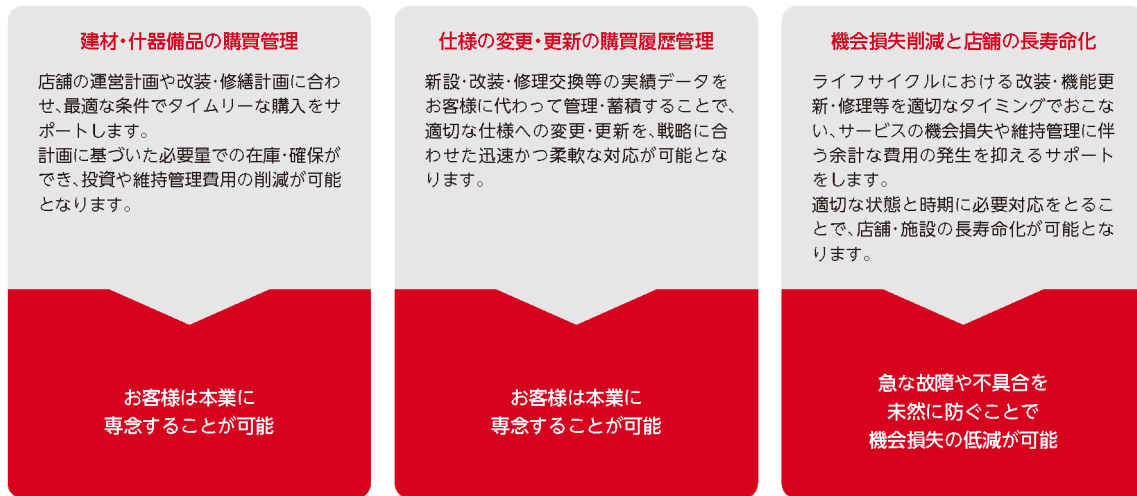 建材・什器備品の購買管理
店舗の運営計画や改装・修繕計画に合わ
せ、最適な条件でタイムリーな購入をサ
ポートします。
計画に基づいた必要量での在庫・確保が
でき、投資や維持管理費用の削減が可能
となります。
お客様は本業に
専念することが可能
仕様の変更・更新の購買履歴管理
新設・改装・修理交換等の実績データを
お客様に代わって管理・蓄積することで、
適切な仕様への変更・更新を、戦略に合
わせた迅速かつ柔軟な対応が可能とな
ります。
お客様は本業に
専念することが可能
機会損失削減と店舗の長寿命化
ライフサイクルにおける改装・機能更
新・修理等を適切なタイミングでおこな
い、サービスの機会損失や維持管理に伴
う余計な費用の発生を抑えるサポート
をします。
適切な状態と時期に必要対応をとるこ
とで、店舗・施設の長寿命化が可能とな
ります。
急な故障や不具合を
未然に防ぐことで
機会損失の低減が可能